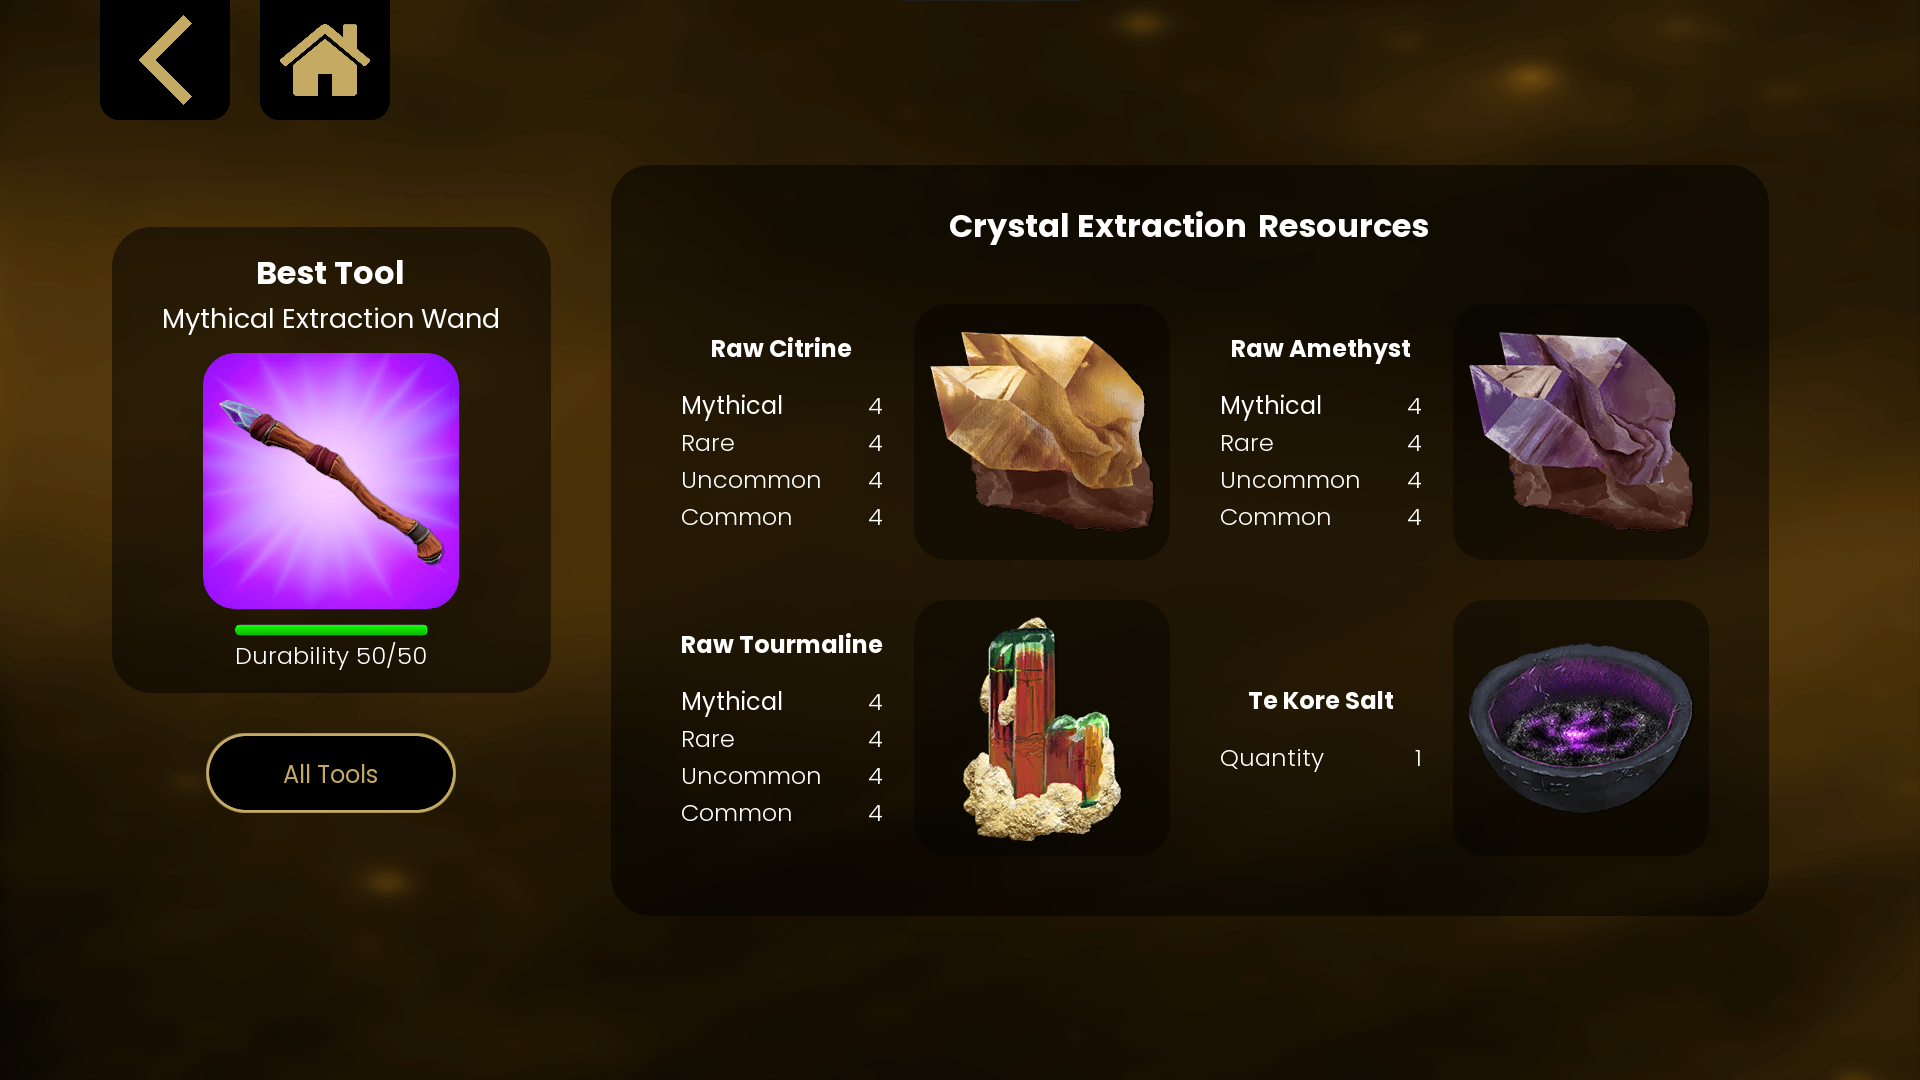 Best Tool
Mythical Extraction Wand
Durability 50/50
All Tools
Crystal Extraction Resources
Raw Citrine
Mythical 4
Rare 4
Uncommon 4
Common 4
Raw Amethyst
Mythical 4
Rare 4
Uncommon 4
Common 4
Raw Tourmaline
Mythical 4
Rare 4
Uncommon 4
Common 4
Te Kore Salt
Quantity 1